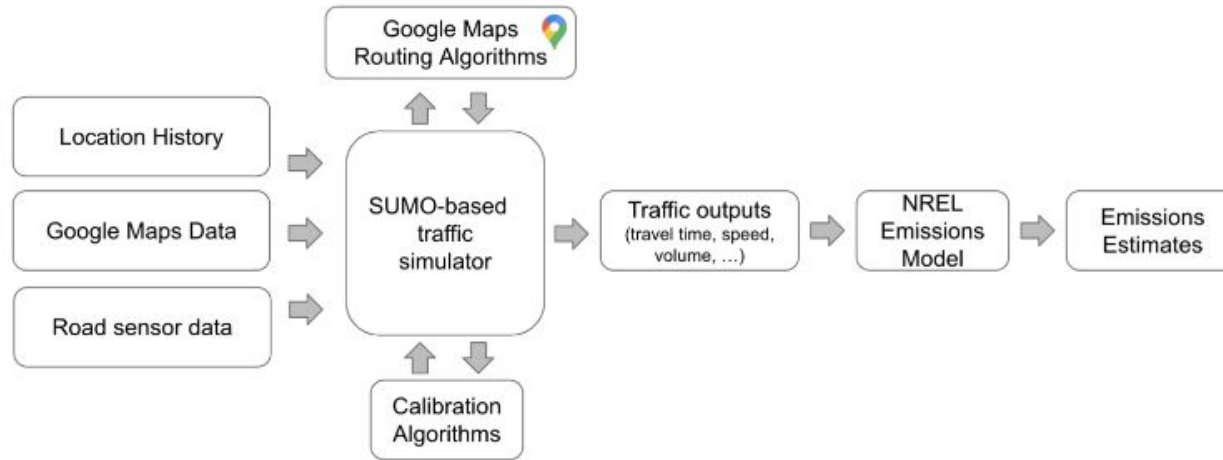 Google Maps
Routing Algorithms
Location History
Google Maps Data
Road sensor data
SUMO-based
traffic
simulator
Traffic outputs
(travel time, speed,
volume, …)
NREL
Emissions
Model
Emissions
Estimates
Calibration
Algorithms